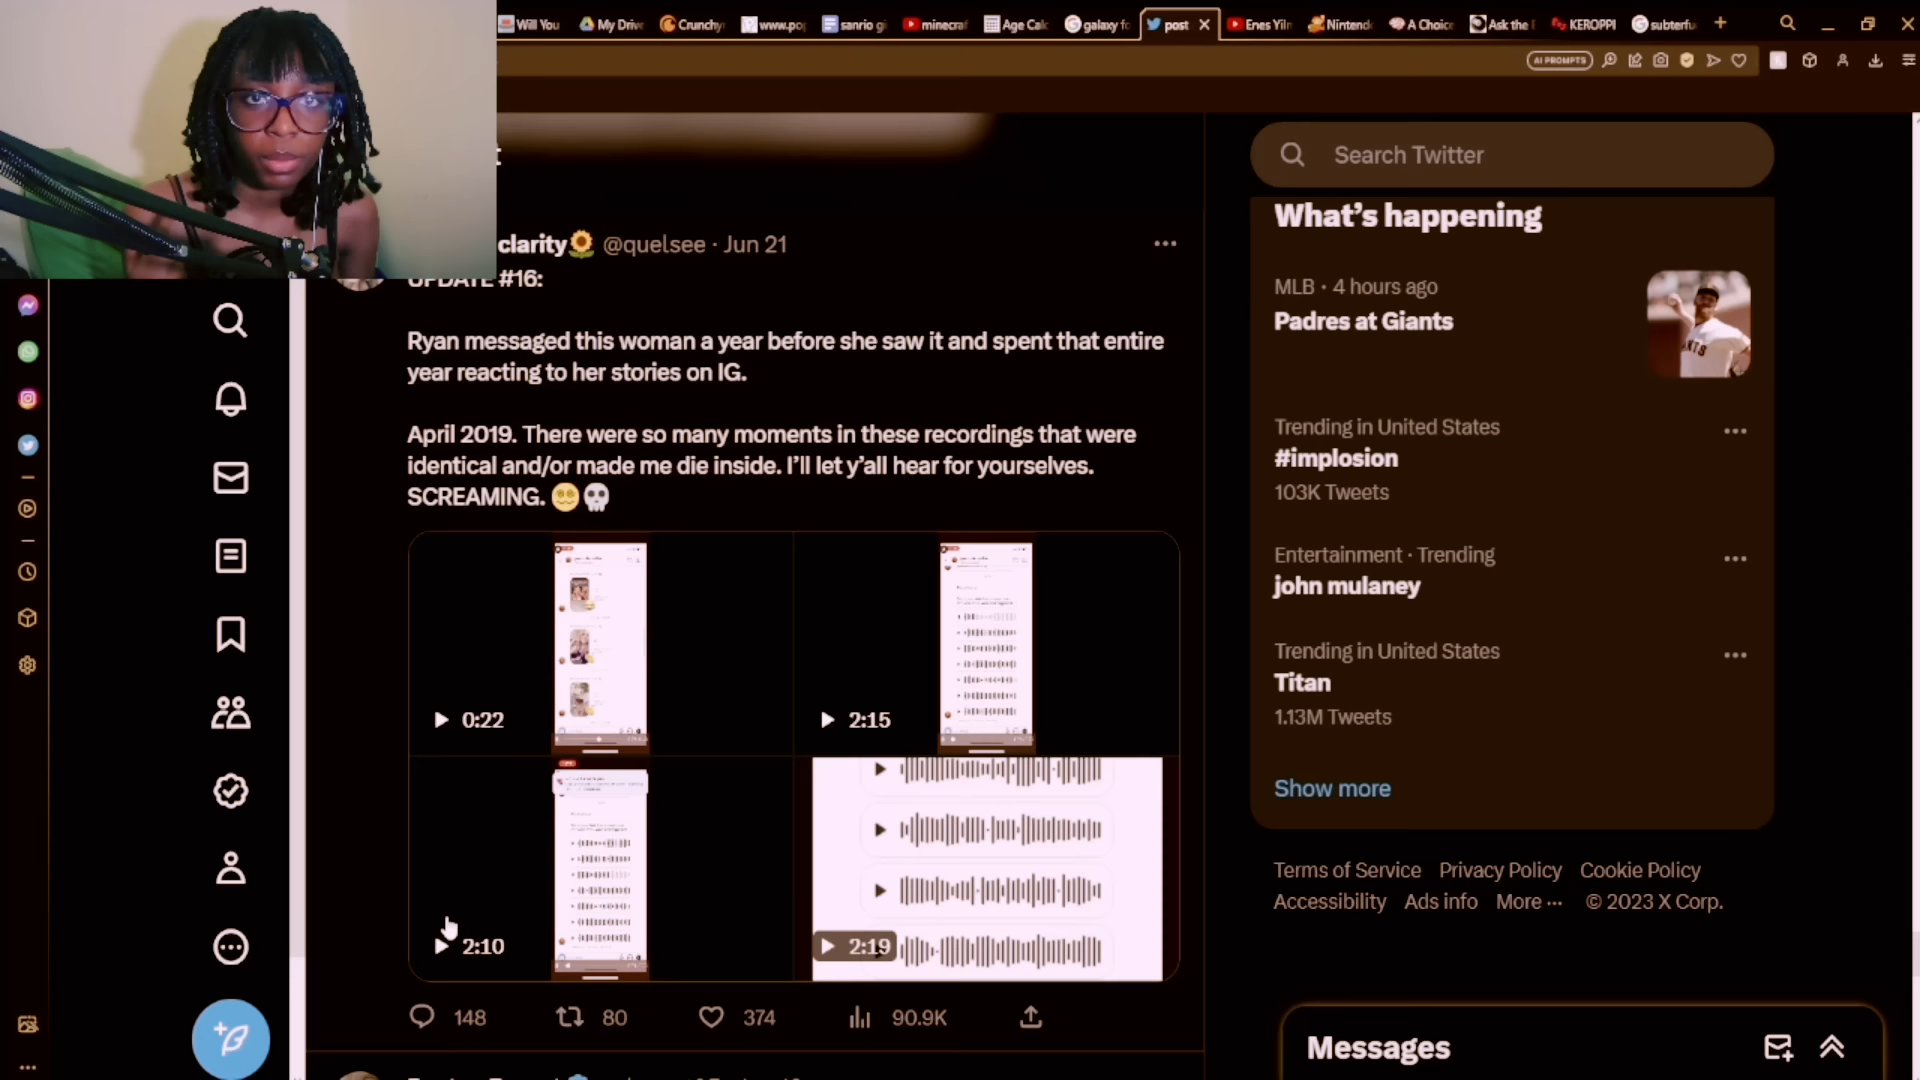 Will You
My Drive
Crunchyr
www.po
sanrio gi
minecraf
Age Calc
galaxy fo
post
Enes Yilr
Nintend
A Choic
Ask the
KEROPPI
subterfu
AI PROMPTS
clarity🌻 @quelsee · Jun 21
UPDATE #16:
Ryan messaged this woman a year before she saw it and spent that entire
year reacting to her stories on IG.
April 2019. There were so many moments in these recordings that were
identical and/or made me die inside. I'll let y'all hear for yourselves.
SCREAMING. 😵‍💫💀
0:22
2:15
2:10
2:19
148
80
374
90.9K
Search Twitter
What's happening
MLB · 4 hours ago
Padres at Giants
Trending in United States
#implosion
103K Tweets
Entertainment · Trending
john mulaney
Trending in United States
Titan
1.13M Tweets
Show more
Terms of Service Privacy Policy Cookie Policy
Accessibility Ads info More ··· © 2023 X Corp.
Messages